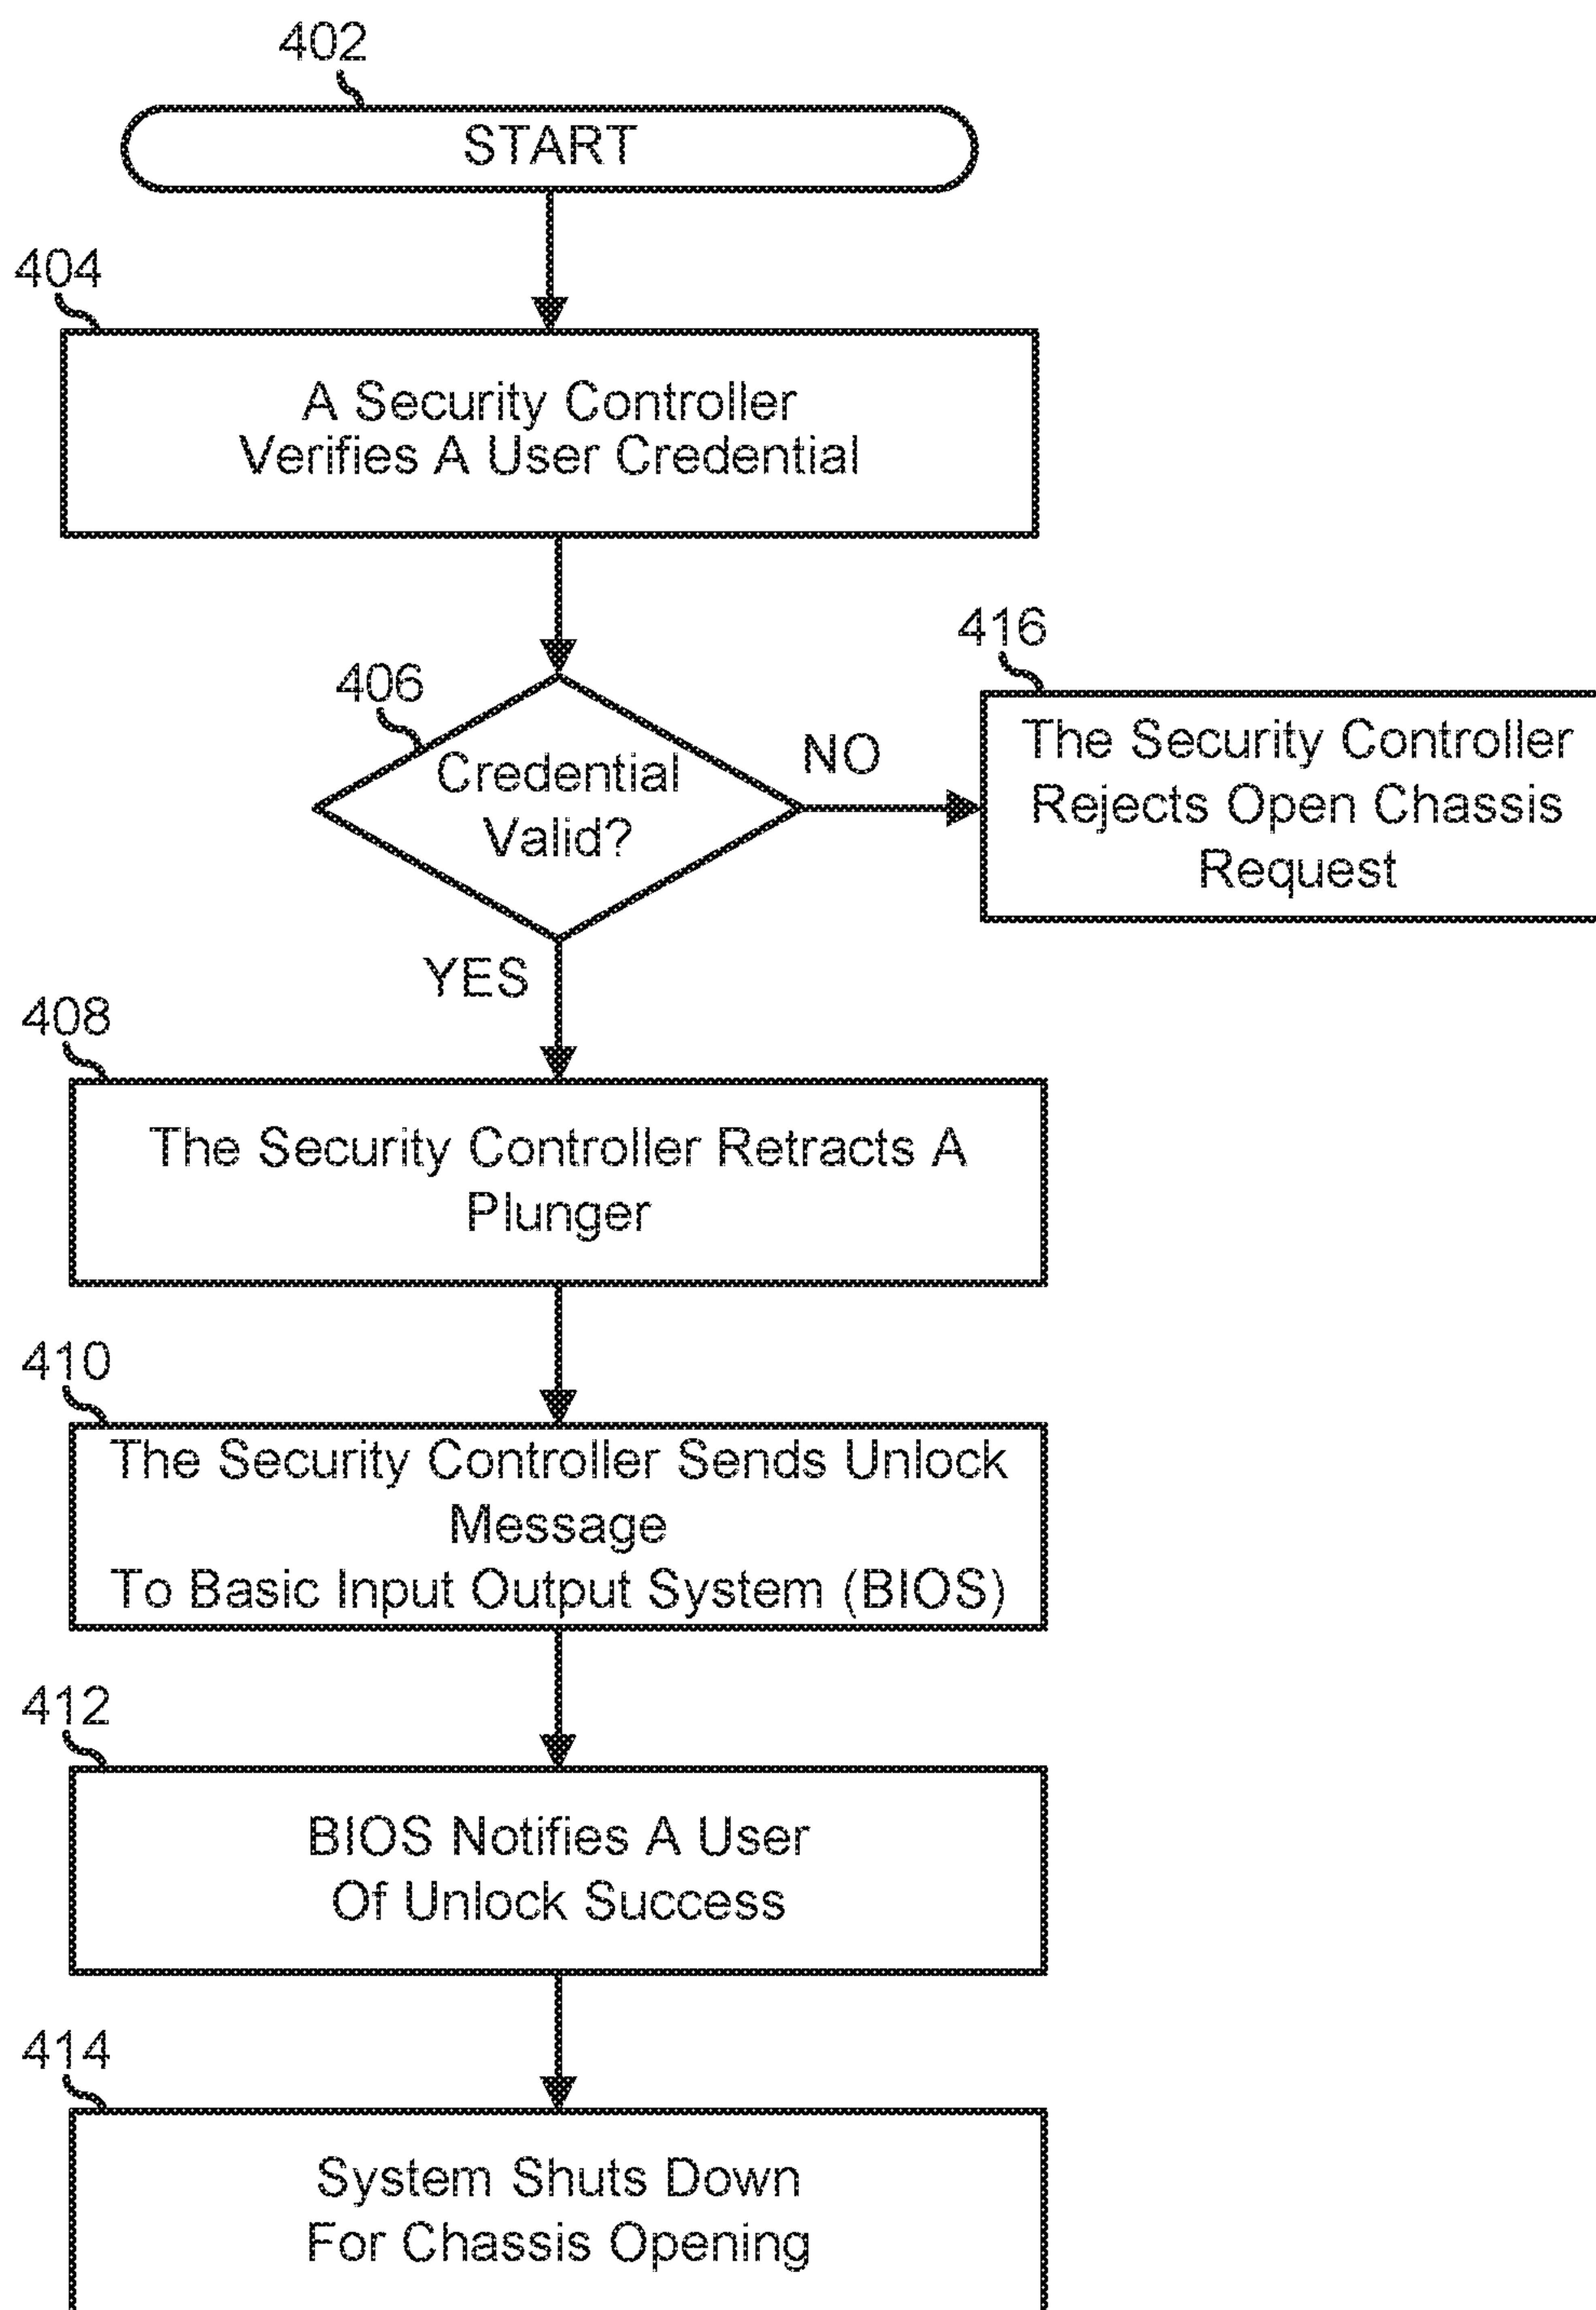 402
START
404
A Security Controller
Verifies A User Credential
406
Credential
Valid?
NO
416
The Security Controller
Rejects Open Chassis
Request
YES
408
The Security Controller Retracts A
Plunger
410
The Security Controller Sends Unlock
Message
To Basic Input Output System (BIOS)
412
BIOS Notifies A User
Of Unlock Success
414
System Shuts Down
For Chassis Opening